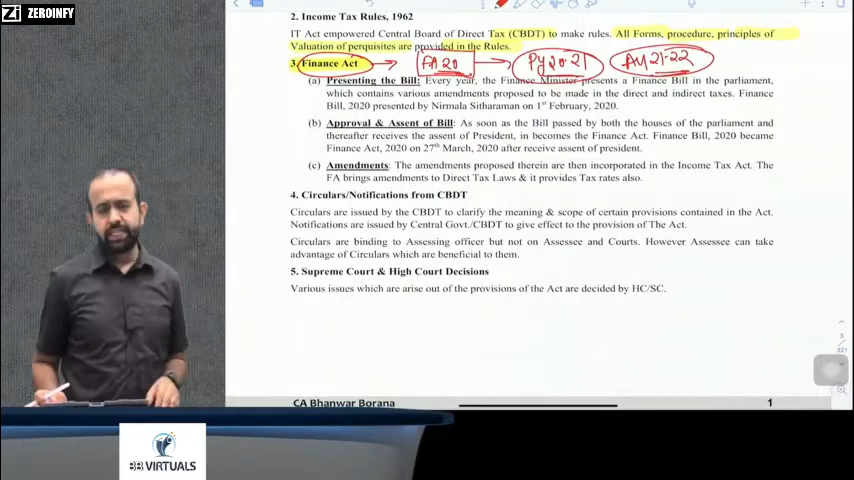 Zi ZEROINFY
2. Income Tax Rules, 1962
IT Act empowered Central Board of Direct Tax (CBDT) to make rules. All Forms, procedure, principles of
Valuation of perquisites are provided in the Rules.
3. Finance Act FA 20 Py 20-21 AY 21-22
(a) Presenting the Bill: Every year, the Finance Minister presents a Finance Bill in the parliament,
which contains various amendments proposed to be made in the direct and indirect taxes. Finance
Bill, 2020 presented by Nirmala Sitharaman on 1st February, 2020.
(b) Approval & Assent of Bill: As soon as the Bill passed by both the houses of the parliament and
thereafter receives the assent of President, in becomes the Finance Act. Finance Bill, 2020 became
Finance Act, 2020 on 27th March, 2020 after receive assent of president.
(c) Amendments: The amendments proposed therein are then incorporated in the Income Tax Act. The
FA brings amendments to Direct Tax Laws & it provides Tax rates also.
4. Circulars/Notifications from CBDT
Circulars are issued by the CBDT to clarify the meaning & scope of certain provisions contained in the Act.
Notifications are issued by Central Govt./CBDT to give effect to the provision of The Act.
Circulars are binding to Assessing officer but not on Assessee and Courts. However Assessee can take
advantage of Circulars which are beneficial to them.
5. Supreme Court & High Court Decisions
Various issues which are arise out of the provisions of the Act are decided by HC/SC.
3
327
CA Bhanwar Borana 1
BB VIRTUALS